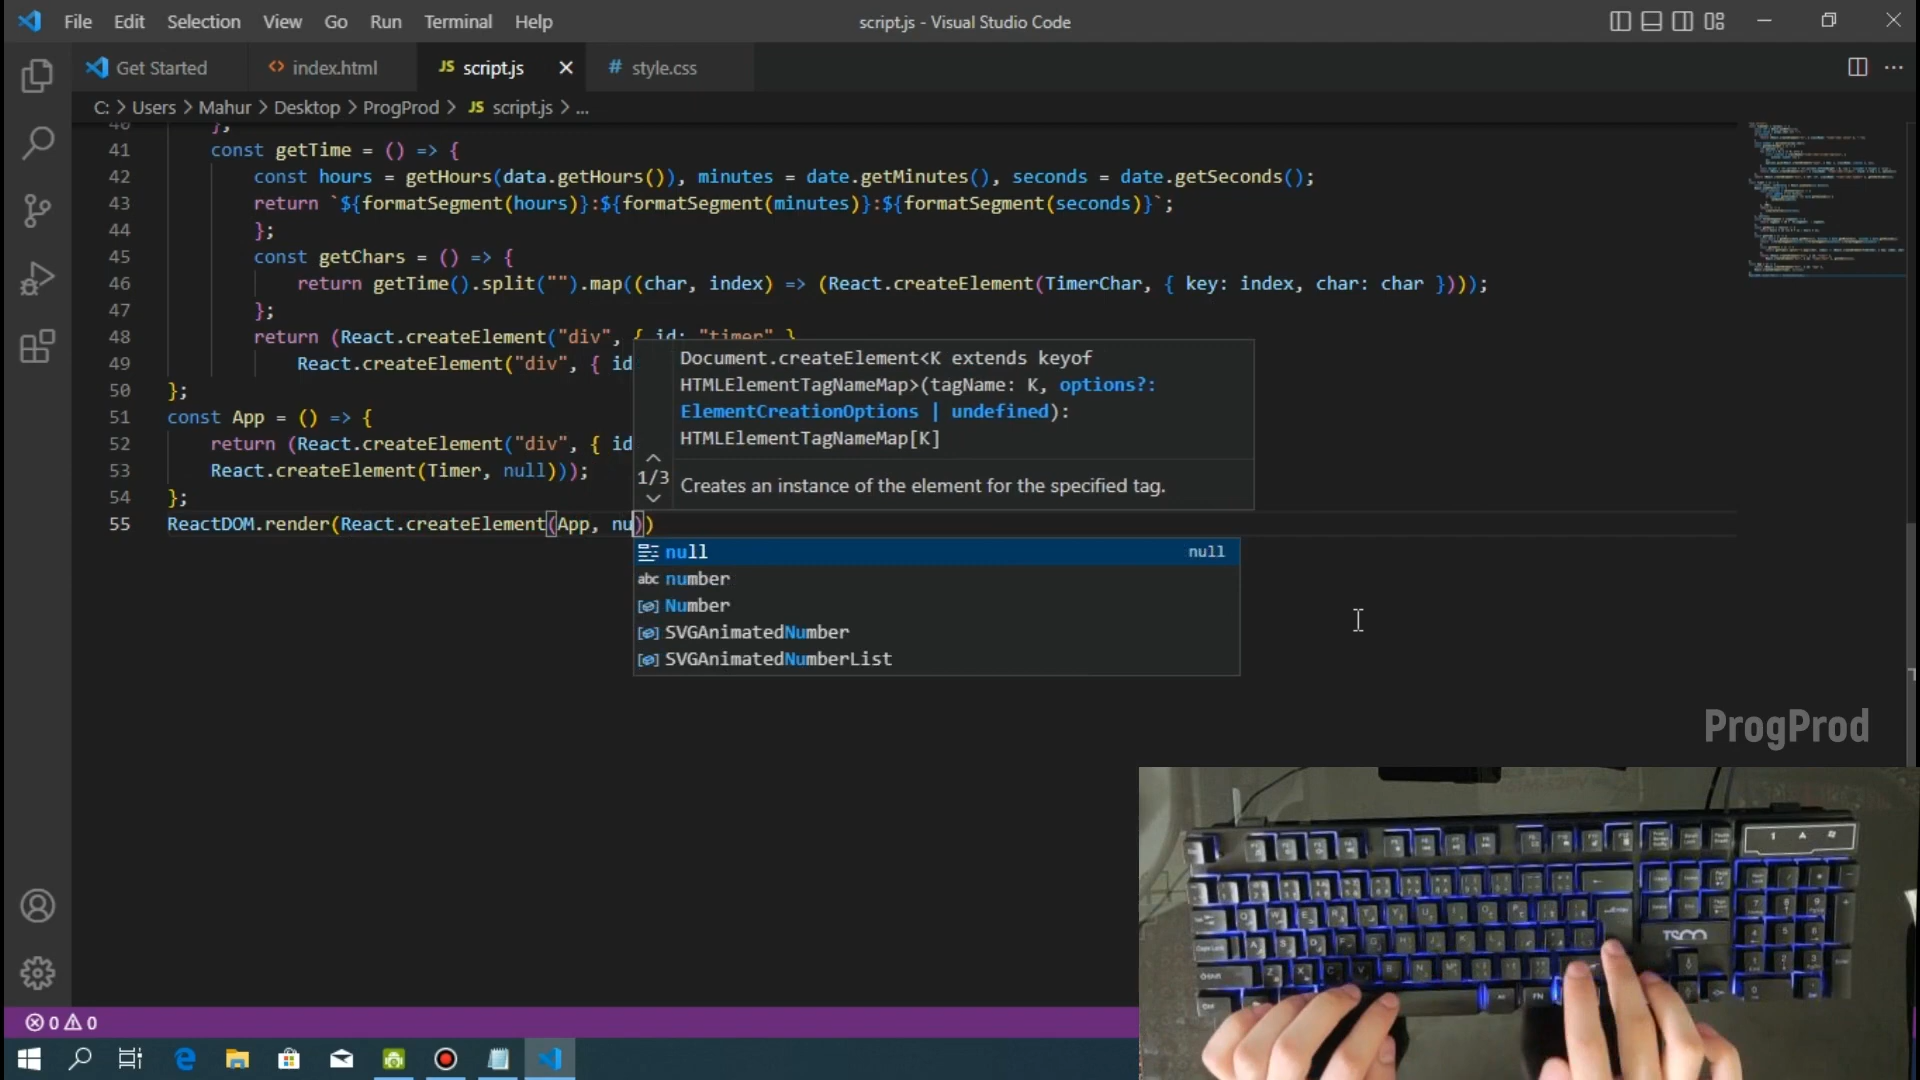 File Edit Selection View Go Run Terminal Help
script.js - Visual Studio Code
Get Started
index.html
JS script.js
# style.css
C: > Users > Mahur > Desktop > ProgProd > JS script.js > ...
40 };
41 const getTime = () => {
42 const hours = getHours(data.getHours()), minutes = date.getMinutes(), seconds = date.getSeconds();
43 return `${formatSegment(hours)}:${formatSegment(minutes)}:${formatSegment(seconds)}`;
44 };
45 const getChars = () => {
46 return getTime().split("").map((char, index) => (React.createElement(TimerChar, { key: index, char: char })));
47 };
48 return (React.createElement("div", { id: "timer" }
49 React.createElement("div", { id
50 };
51 const App = () => {
52 return (React.createElement("div", { id
53 React.createElement(Timer, null)));
54 };
55 ReactDOM.render(React.createElement(App, nu))
Document.createElement<K extends keyof
HTMLElementTagNameMap>(tagName: K, options?:
ElementCreationOptions | undefined):
HTMLElementTagNameMap[K]
1/3
Creates an instance of the element for the specified tag.
null null
abc number
Number
SVGAnimatedNumber
SVGAnimatedNumberList
ProgProd
TSCO
0 0